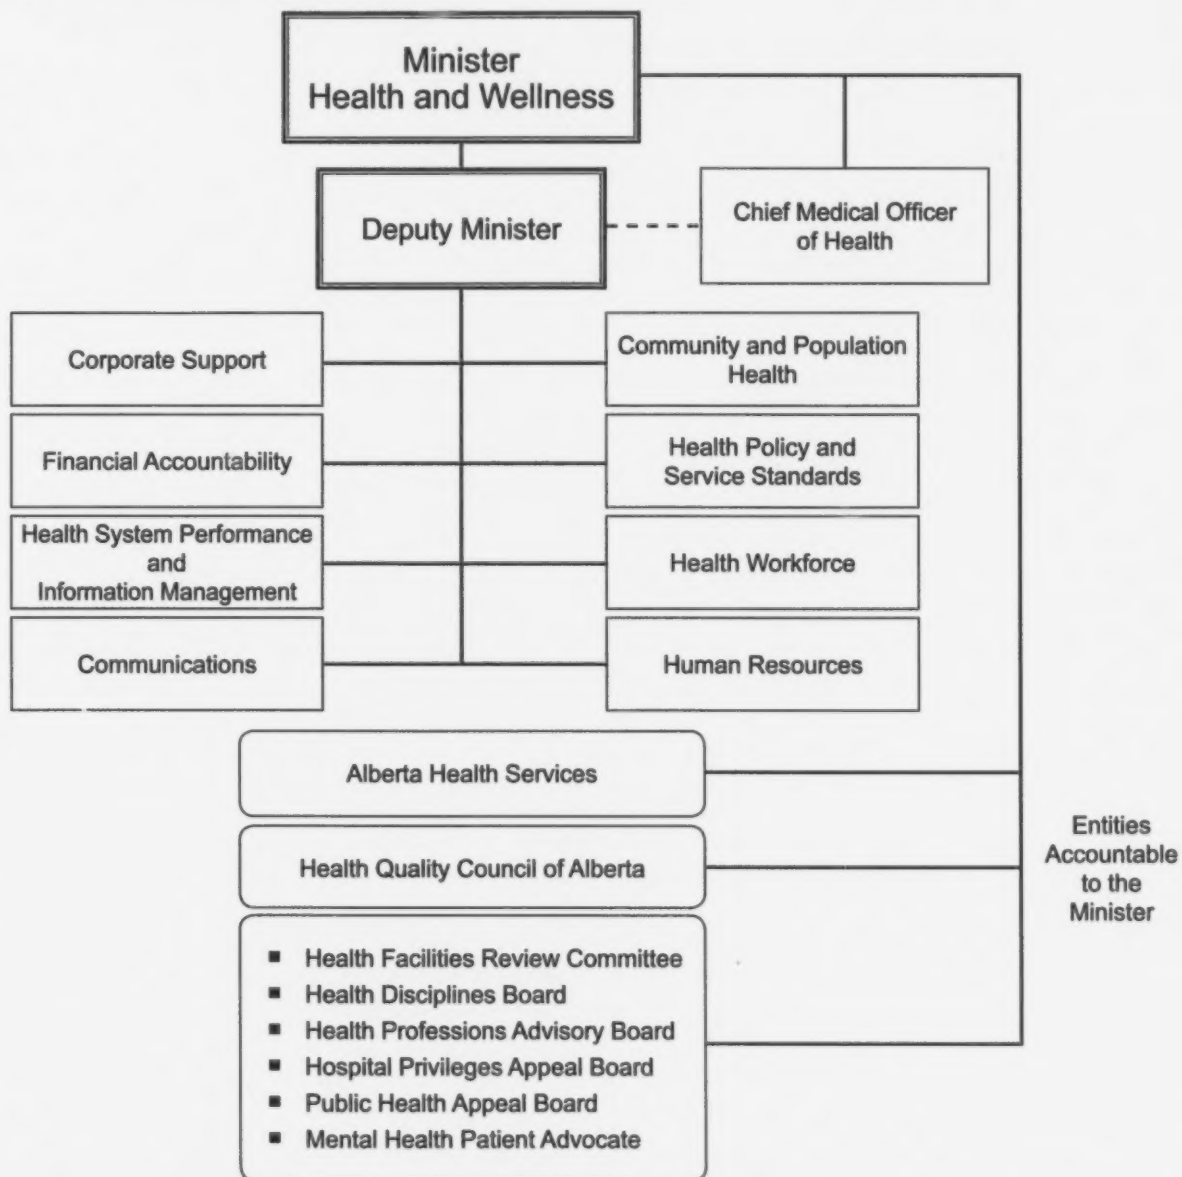 Minister
Health and Wellness
Deputy Minister
Chief Medical Officer
of Health
Corporate Support
Community and Population
Health
Financial Accountability
Health Policy and
Service Standards
Health System Performance
and
Information Management
Health Workforce
Communications
Human Resources
Alberta Health Services
Health Quality Council of Alberta
Entities
Accountable
to the
Minister
▪ Health Facilities Review Committee
▪ Health Disciplines Board
▪ Health Professions Advisory Board
▪ Hospital Privileges Appeal Board
▪ Public Health Appeal Board
▪ Mental Health Patient Advocate